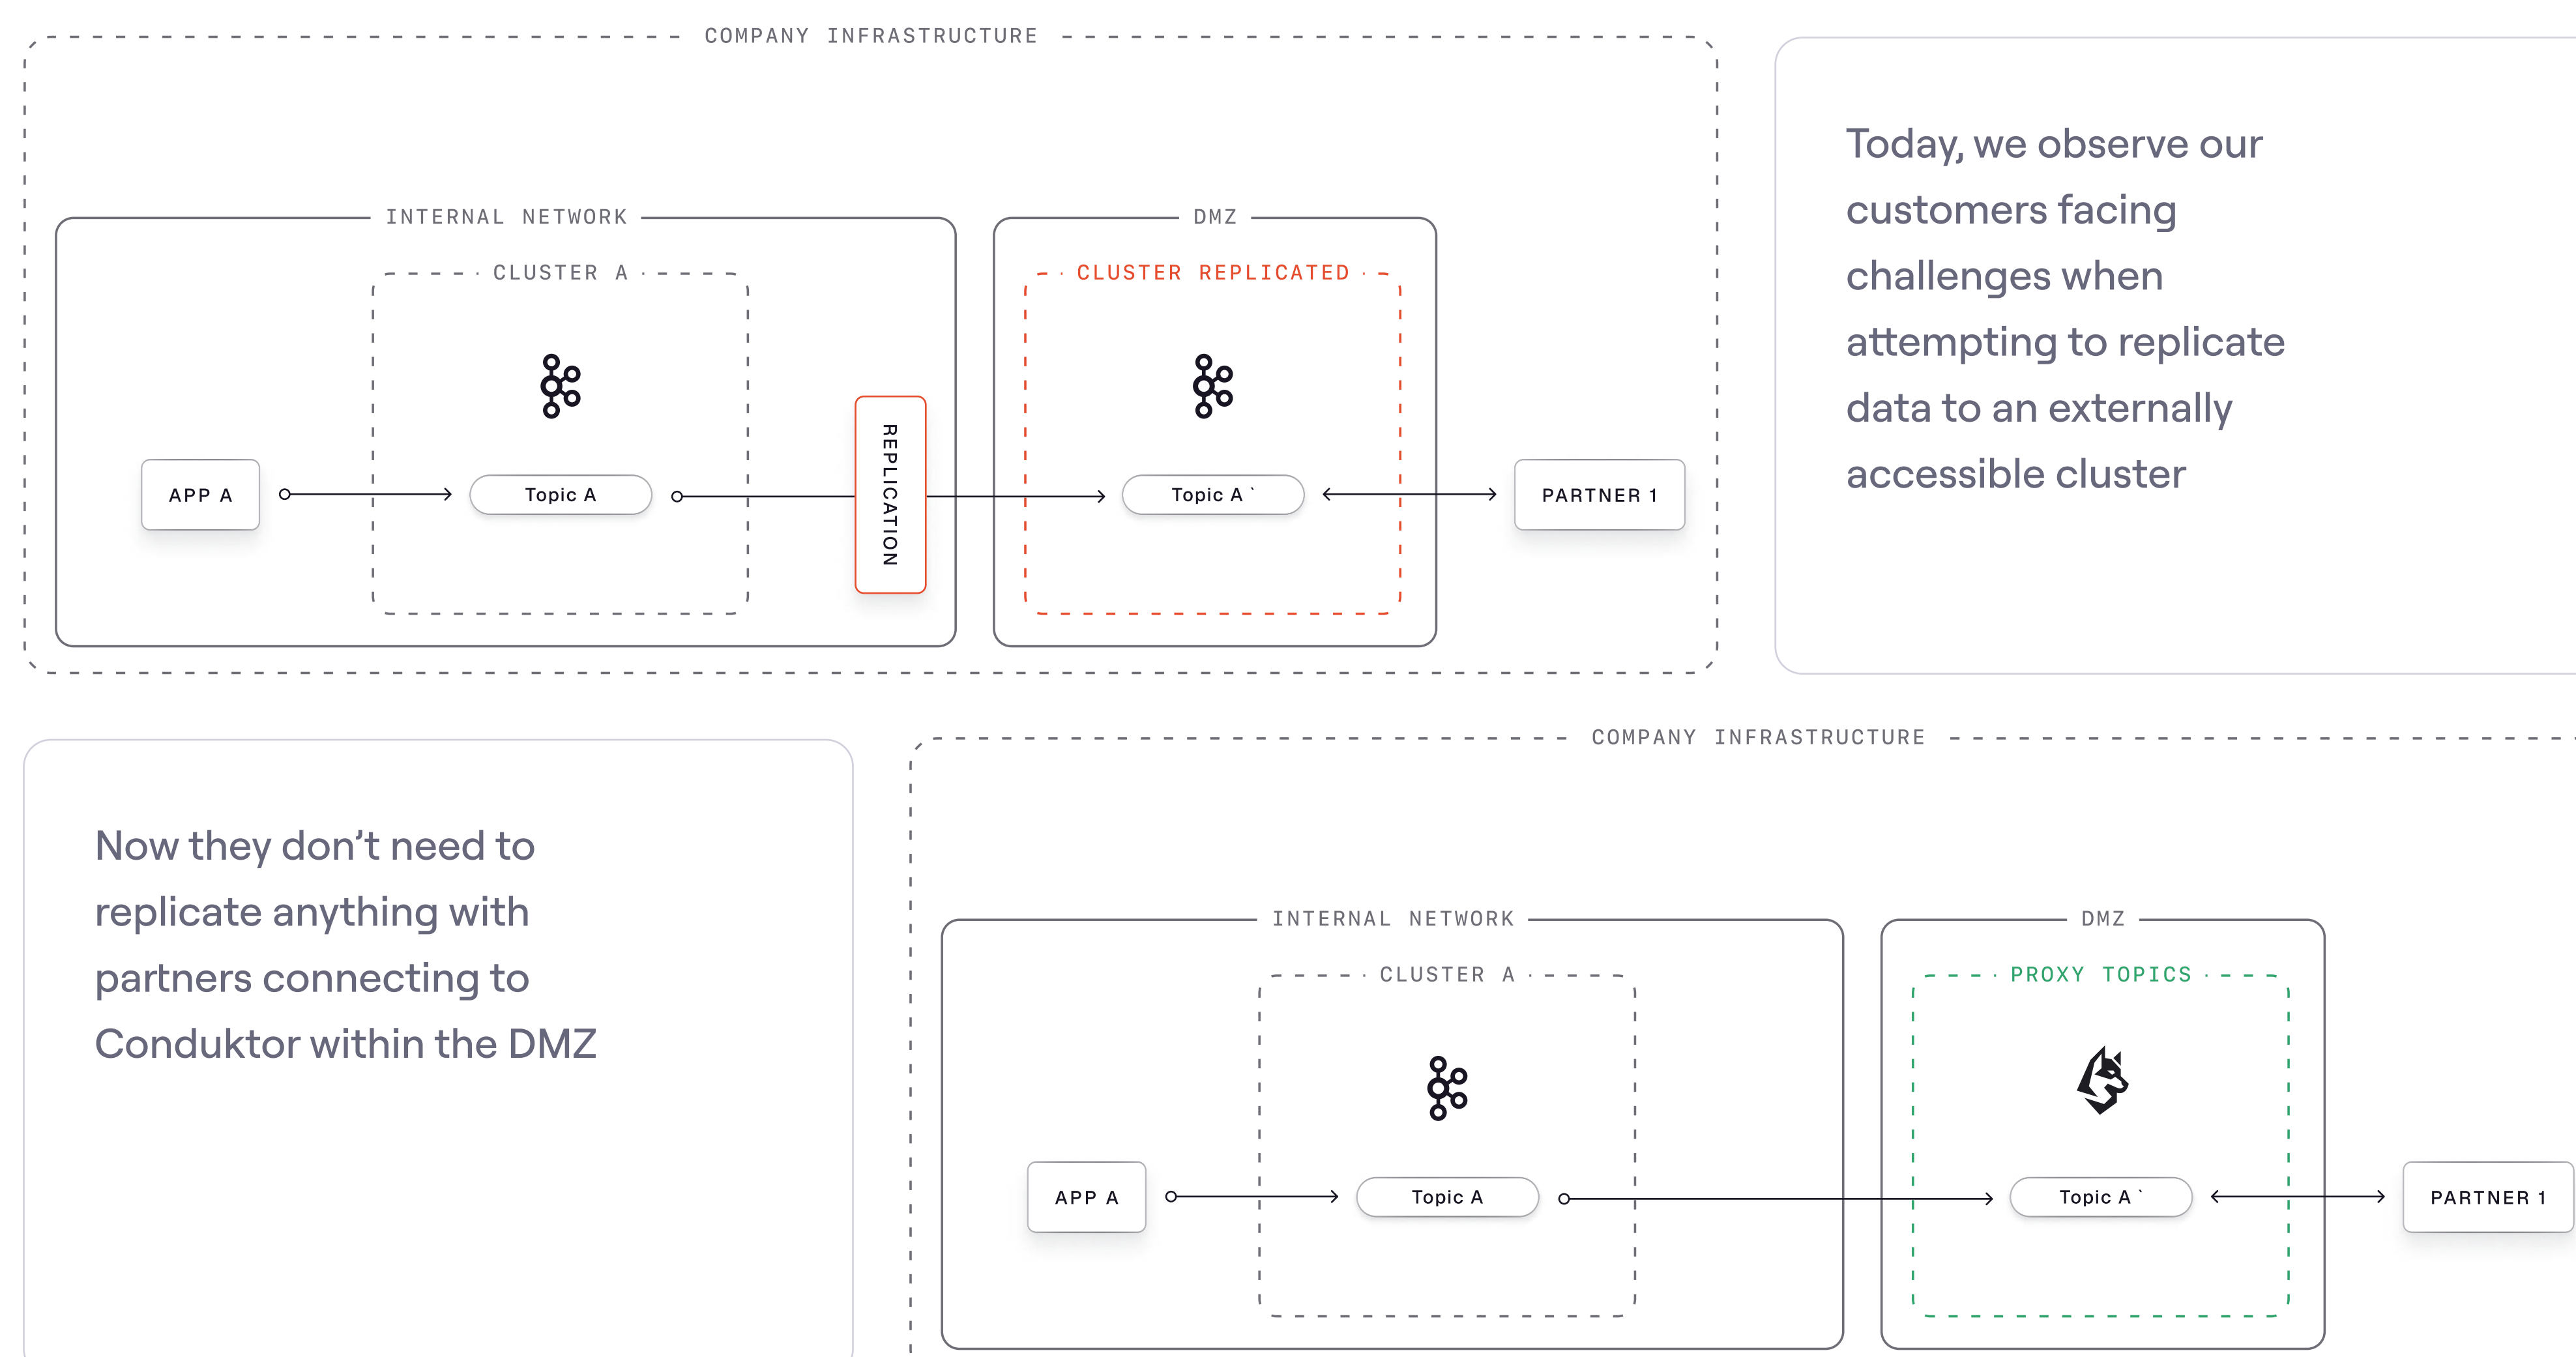 COMPANY INFRASTRUCTURE
INTERNAL NETWORK
DMZ
CLUSTER A
CLUSTER REPLICATED
REPLICATION
APP A
Topic A
Topic A `
PARTNER 1
Today, we observe our
customers facing
challenges when
attempting to replicate
data to an externally
accessible cluster
Now they don’t need to
replicate anything with
partners connecting to
Conduktor within the DMZ
COMPANY INFRASTRUCTURE
INTERNAL NETWORK
DMZ
CLUSTER A
PROXY TOPICS
APP A
Topic A
Topic A `
PARTNER 1